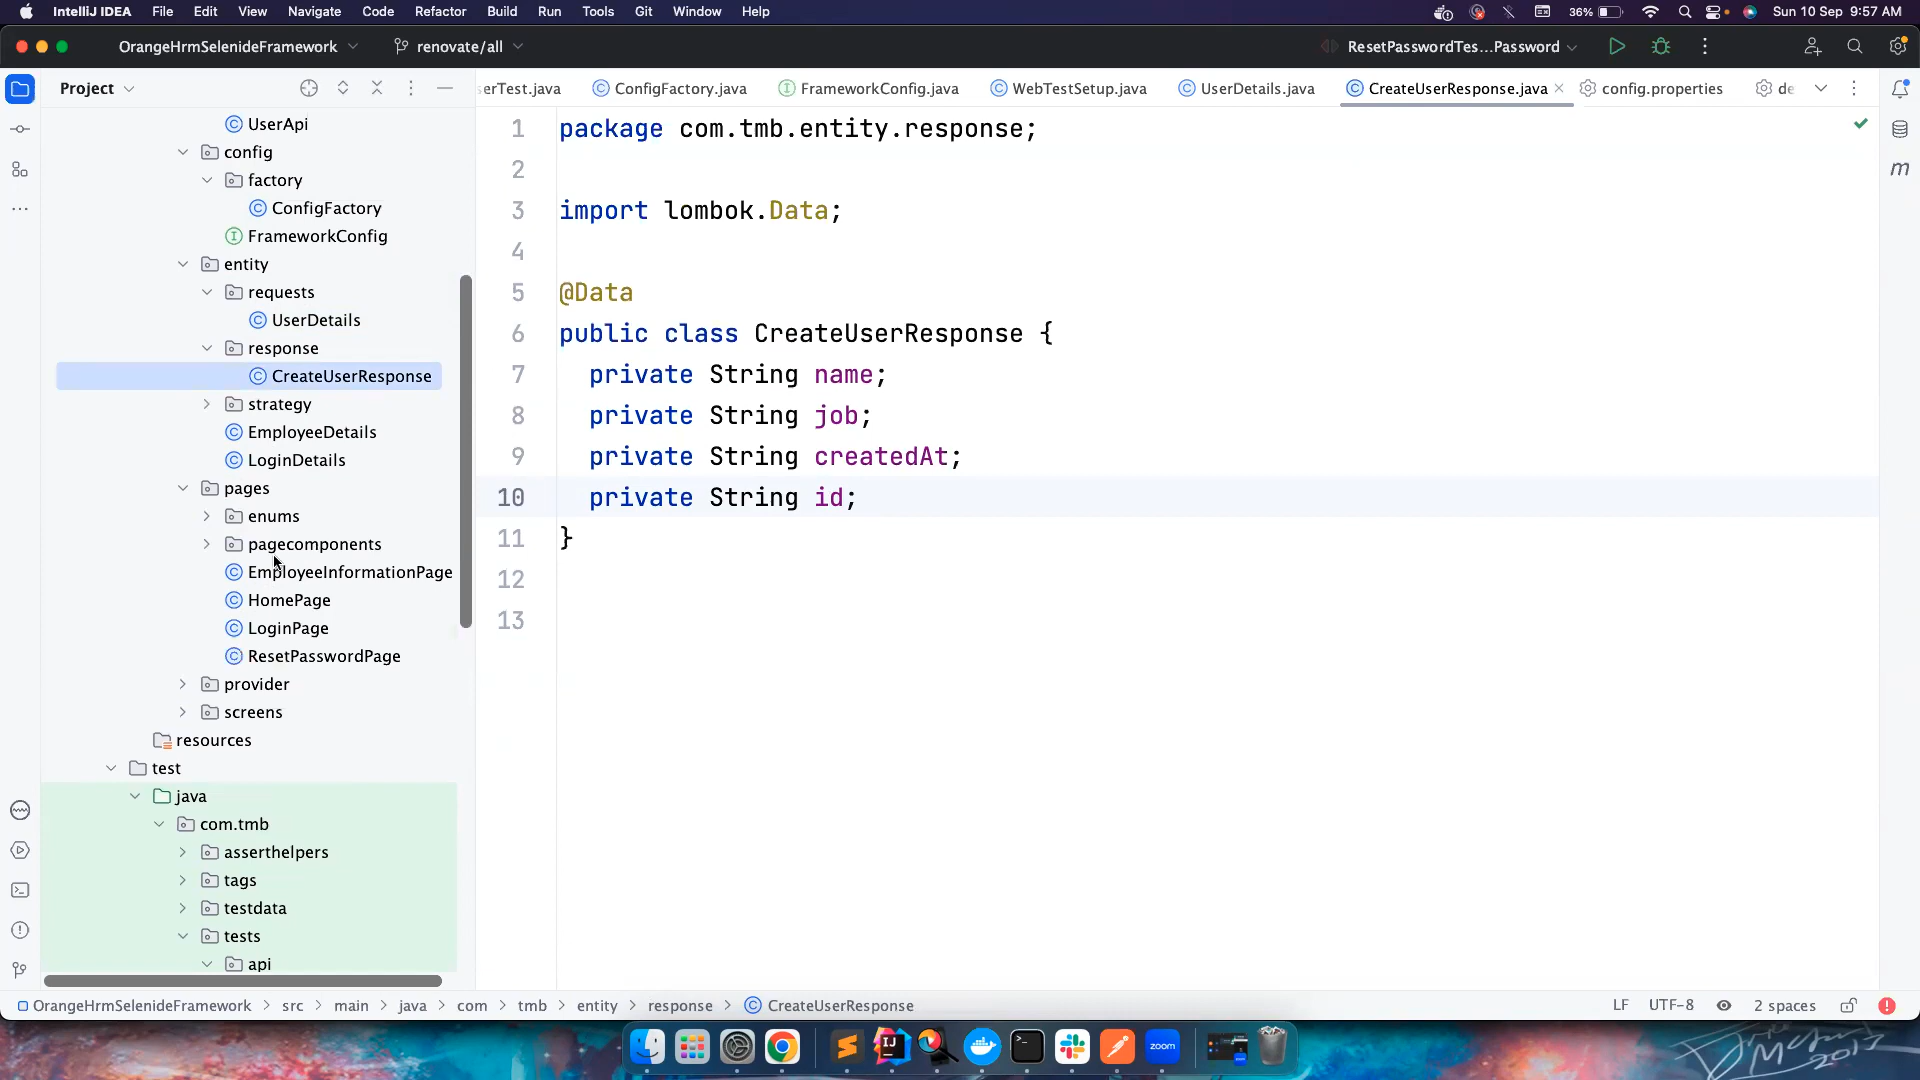 IntelliJ IDEA File Edit View Navigate Code Refactor Build Run Tools Git Window Help 36% Sun 10 Sep 9:57 AM
OrangeHrmSelenideFramework renovate/all ResetPasswordTes...Password
Project
serTest.java ConfigFactory.java FrameworkConfig.java WebTestSetup.java UserDetails.java CreateUserResponse.java config.properties de
UserApi
config
factory
ConfigFactory
FrameworkConfig
entity
requests
UserDetails
response
CreateUserResponse
strategy
EmployeeDetails
LoginDetails
pages
enums
pagecomponents
EmployeeInformationPage
HomePage
LoginPage
ResetPasswordPage
provider
screens
resources
test
java
com.tmb
asserthelpers
tags
testdata
tests
api
1 package com.tmb.entity.response;
2
3 import lombok.Data;
4
5 @Data
6 public class CreateUserResponse {
7 private String name;
8 private String job;
9 private String createdAt;
10 private String id;
11 }
12
13
OrangeHrmSelenideFramework > src > main > java > com > tmb > entity > response > CreateUserResponse LF UTF-8 2 spaces
zoom
2017